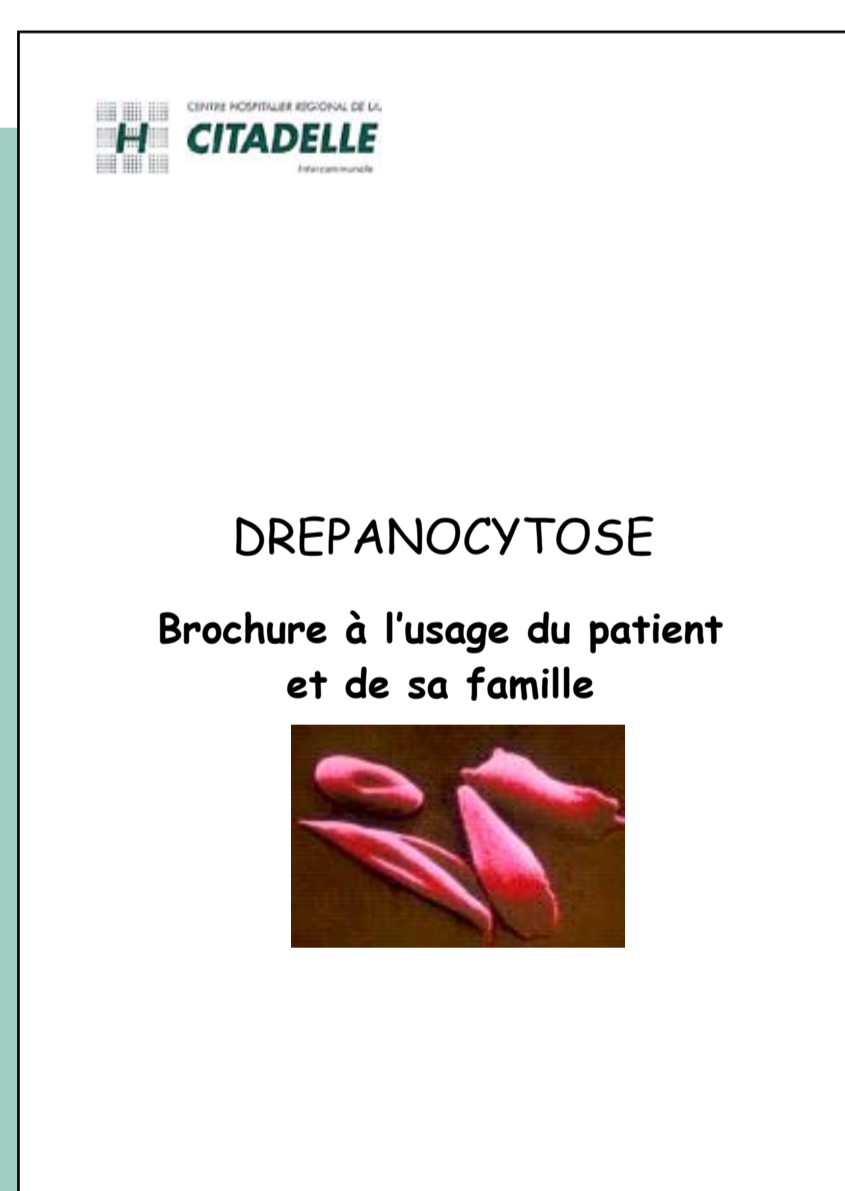 CENTRE HOSPITALIER REGIONAL DE LA
H CITADELLE
Intercommunale
DREPANOCYTOSE
Brochure à l'usage du patient
et de sa famille